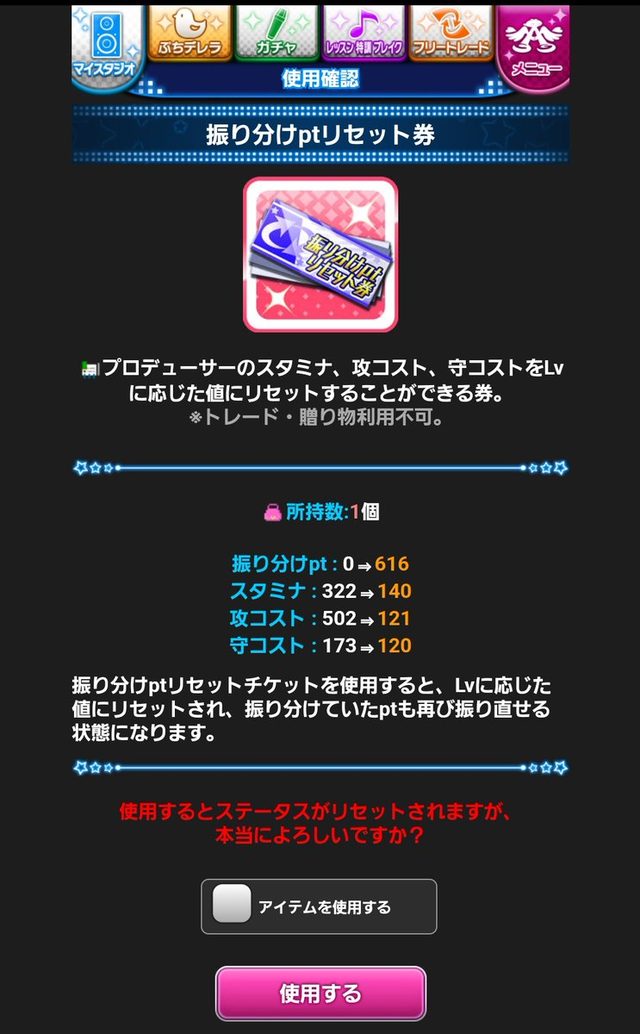 マイスタジオ
ぷちデレラ
ガチャ
レッスン 特訓 ブレイク
フリートレード
メニュー
使用確認
振り分けptリセット券
振り分けpt
リセット券
プロデューサーのスタミナ、攻コスト、守コストをLv
に応じた値にリセットすることができる券。
※トレード・贈り物利用不可。
所持数:1個
振り分けpt : 0⇒616
スタミナ : 322⇒140
攻コスト : 502⇒121
守コスト : 173⇒120
振り分けptリセットチケットを使用すると、Lvに応じた
値にリセットされ、振り分けていたptも再び振り直せる
状態になります。
使用するとステータスがリセットされますが、
本当によろしいですか？
アイテムを使用する
使用する